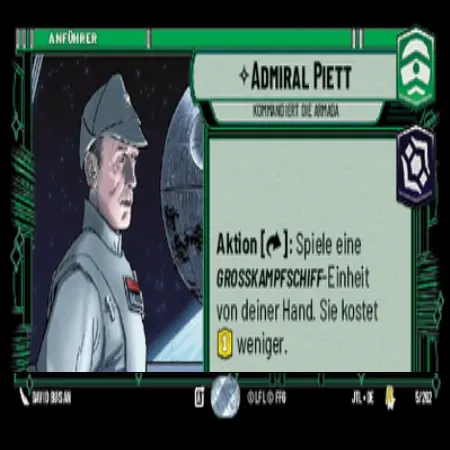 ANFÜHRER
ADMIRAL PIETT
KOMMANDIERT DIE ARMADA
Aktion [ ]: Spiele eine
GROSSKAMPFSCHIFF-Einheit
von deiner Hand. Sie kostet
1 weniger.
DAVID BUISAN
©LFL © FFG
JTL • DE
5/262